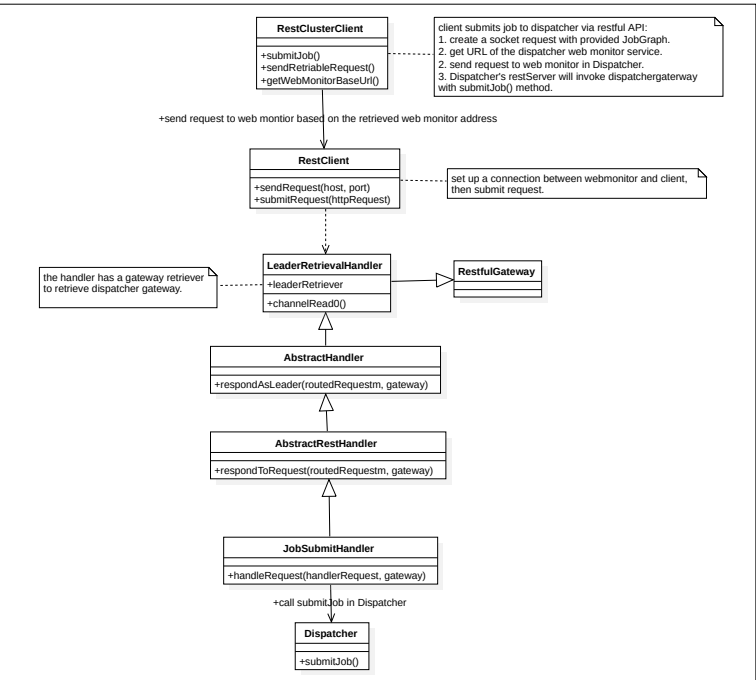 RestClusterClient
+submitJob()
+sendRetriableRequest()
+getWebMonitorBaseUrl()
client submits job to dispatcher via restful API:
1. create a socket request with provided JobGraph.
2. get URL of the dispatcher web monitor service.
2. send request to web monitor in Dispatcher.
3. Dispatcher's restServer will invoke dispatchergaterway
with submitJob() method.
+send request to web montior based on the retrieved web monitor address
RestClient
+sendRequest(host, port)
+submitRequest(httpRequest)
set up a connection between webmonitor and client,
then submit request.
LeaderRetrievalHandler
+leaderRetriever
+channelRead0()
RestfulGateway
the handler has a gateway retriever
to retrieve dispatcher gateway.
AbstractHandler
+respondAsLeader(routedRequestm, gateway)
AbstractRestHandler
+respondToRequest(routedRequestm, gateway)
JobSubmitHandler
+handleRequest(handlerRequest, gateway)
+call submitJob in Dispatcher
Dispatcher
+submitJob()